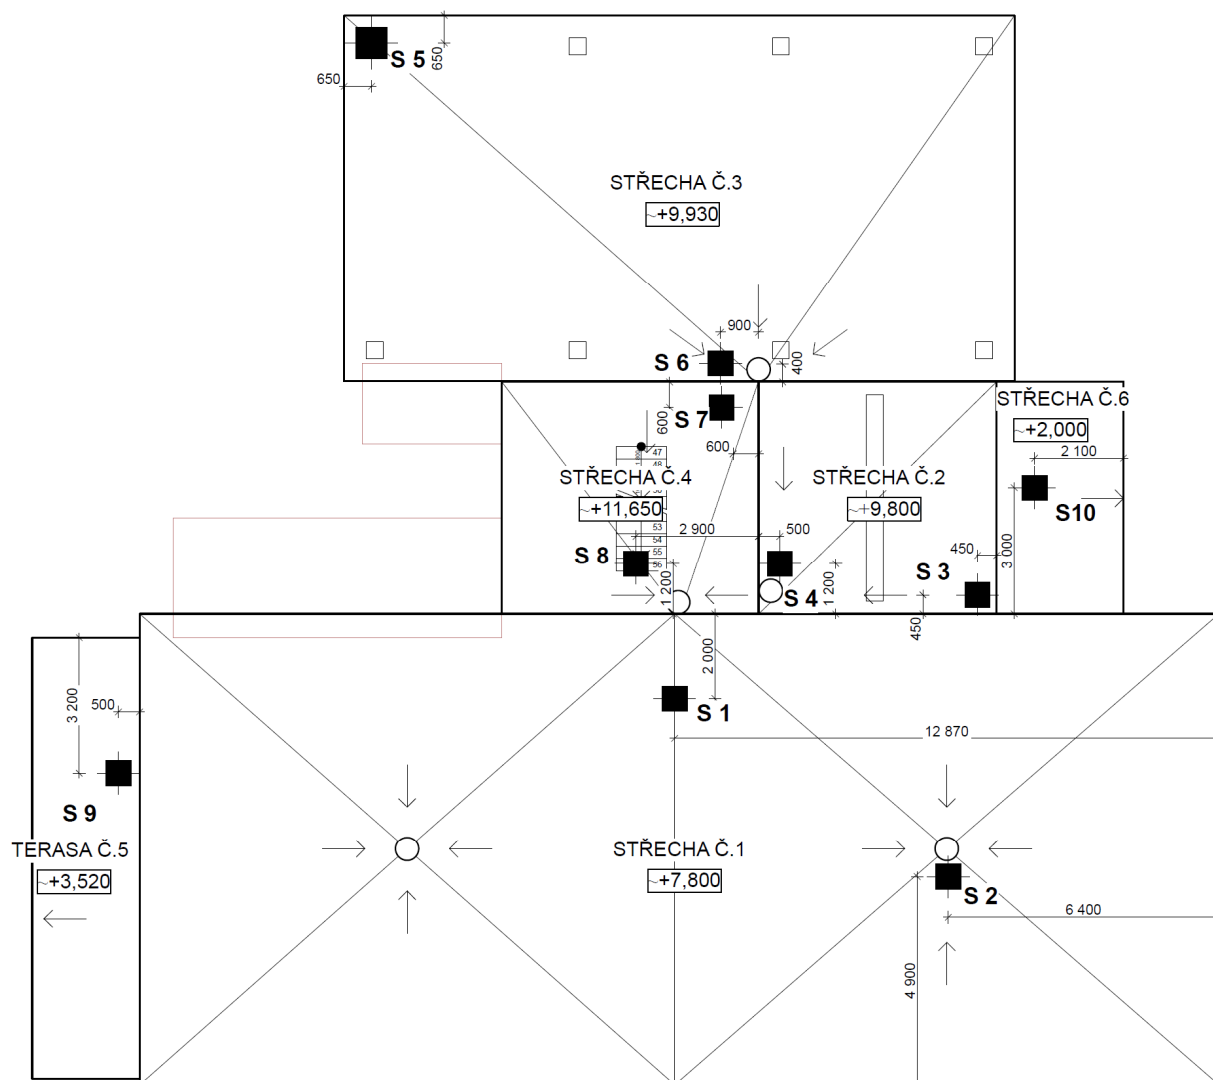 S 5
650
650
STŘECHA Č.3
~+9,930
900
400
S 6
S 7
600
600
STŘECHA Č.6
~+2,000
2 100
47
48
STŘECHA Č.4
~+11,650
STŘECHA Č.2
~+9,800
S10
53
54
55
56
2 900
500
S 8
1 200
S 4
1 200
S 3
450
450
3 000
2 000
S 1
12 870
3 200
500
S 9
TERASA Č.5
~+3,520
STŘECHA Č.1
~+7,800
S 2
6 400
4 900